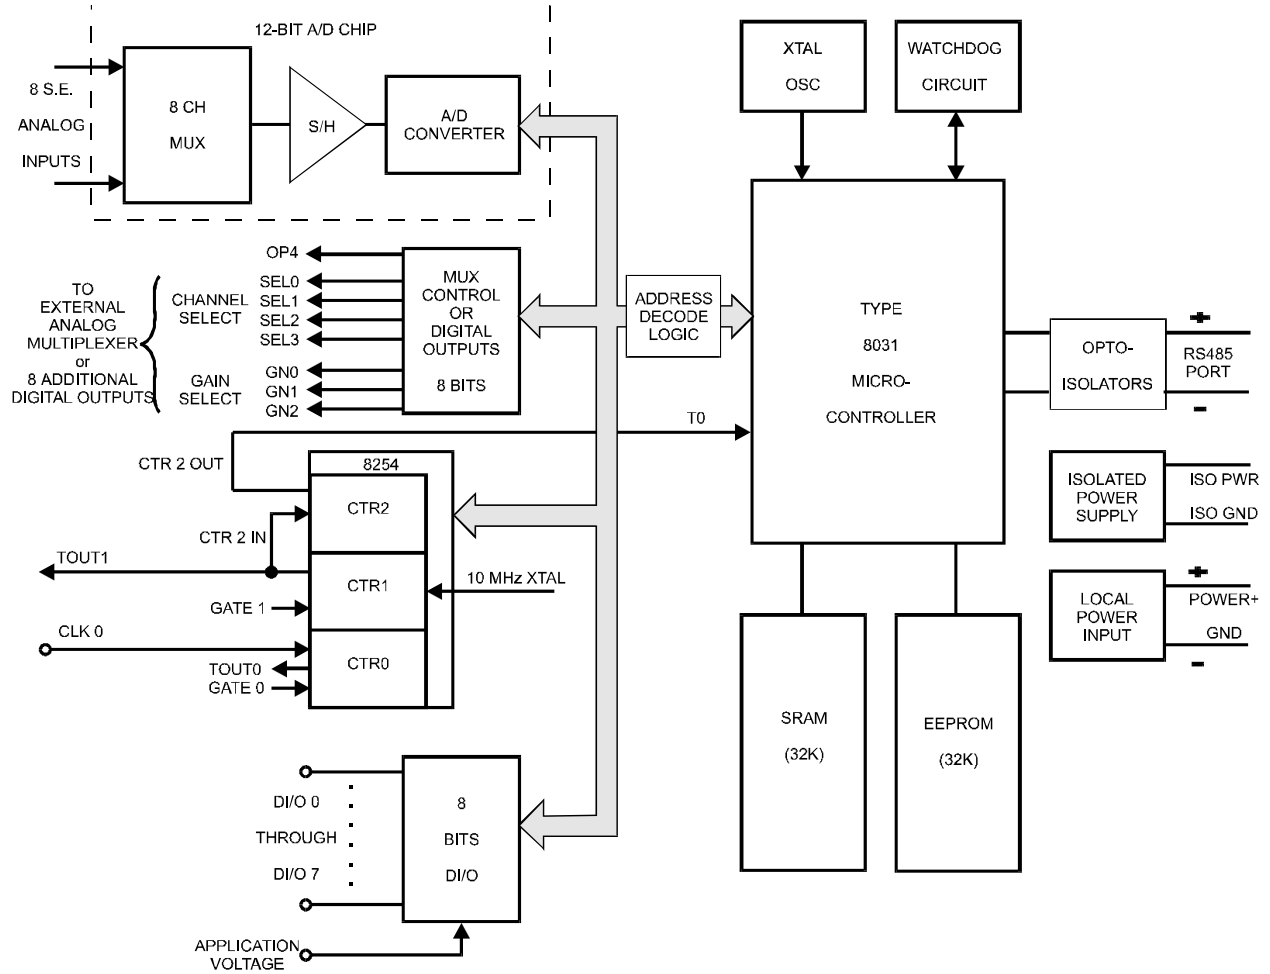 12-BIT A/D CHIP
8 S.E.
ANALOG
INPUTS
8 CH
MUX
S/H
A/D
CONVERTER
XTAL
OSC
WATCHDOG
CIRCUIT
TO
EXTERNAL
ANALOG
MULTIPLEXER
or
8 ADDITIONAL
DIGITAL OUTPUTS
CHANNEL
SELECT
GAIN
SELECT
OP4
SEL0
SEL1
SEL2
SEL3
GN0
GN1
GN2
MUX
CONTROL
OR
DIGITAL
OUTPUTS
8 BITS
ADDRESS
DECODE
LOGIC
TYPE
8031
MICRO-
CONTROLLER
OPTO-
ISOLATORS
+
RS485
PORT
-
T0
CTR 2 OUT
8254
CTR2
CTR 2 IN
TOUT1
CTR1
10 MHz XTAL
GATE 1
CLK 0
CTR0
TOUT0
GATE 0
ISOLATED
POWER
SUPPLY
ISO PWR
ISO GND
LOCAL
POWER
INPUT
+
POWER+
GND
-
SRAM
(32K)
EEPROM
(32K)
DI/O 0
THROUGH
DI/O 7
8
BITS
DI/O
APPLICATION
VOLTAGE